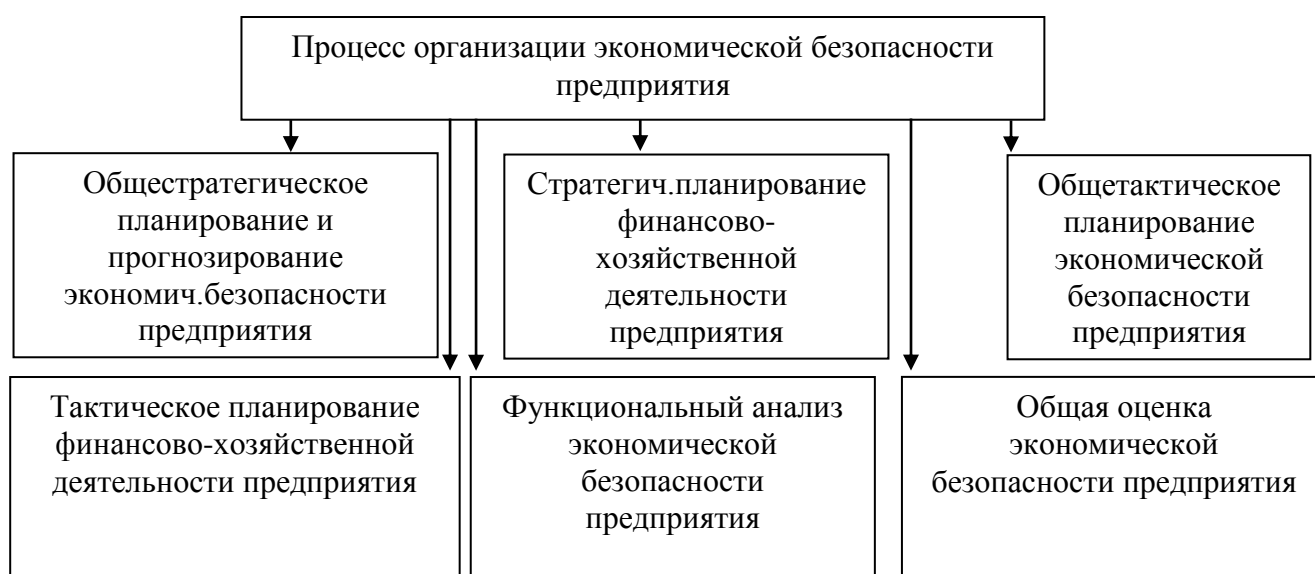 Процесс организации экономической безопасности
предприятия
Общестратегическое
планирование и
прогнозирование
экономич.безопасности
предприятия
Стратегич.планирование
финансово-
хозяйственной
деятельности
предприятия
Общетактическое
планирование
экономической
безопасности
предприятия
Тактическое планирование
финансово-хозяйственной
деятельности предприятия
Функциональный анализ
экономической
безопасности
предприятия
Общая оценка
экономической
безопасности предприятия